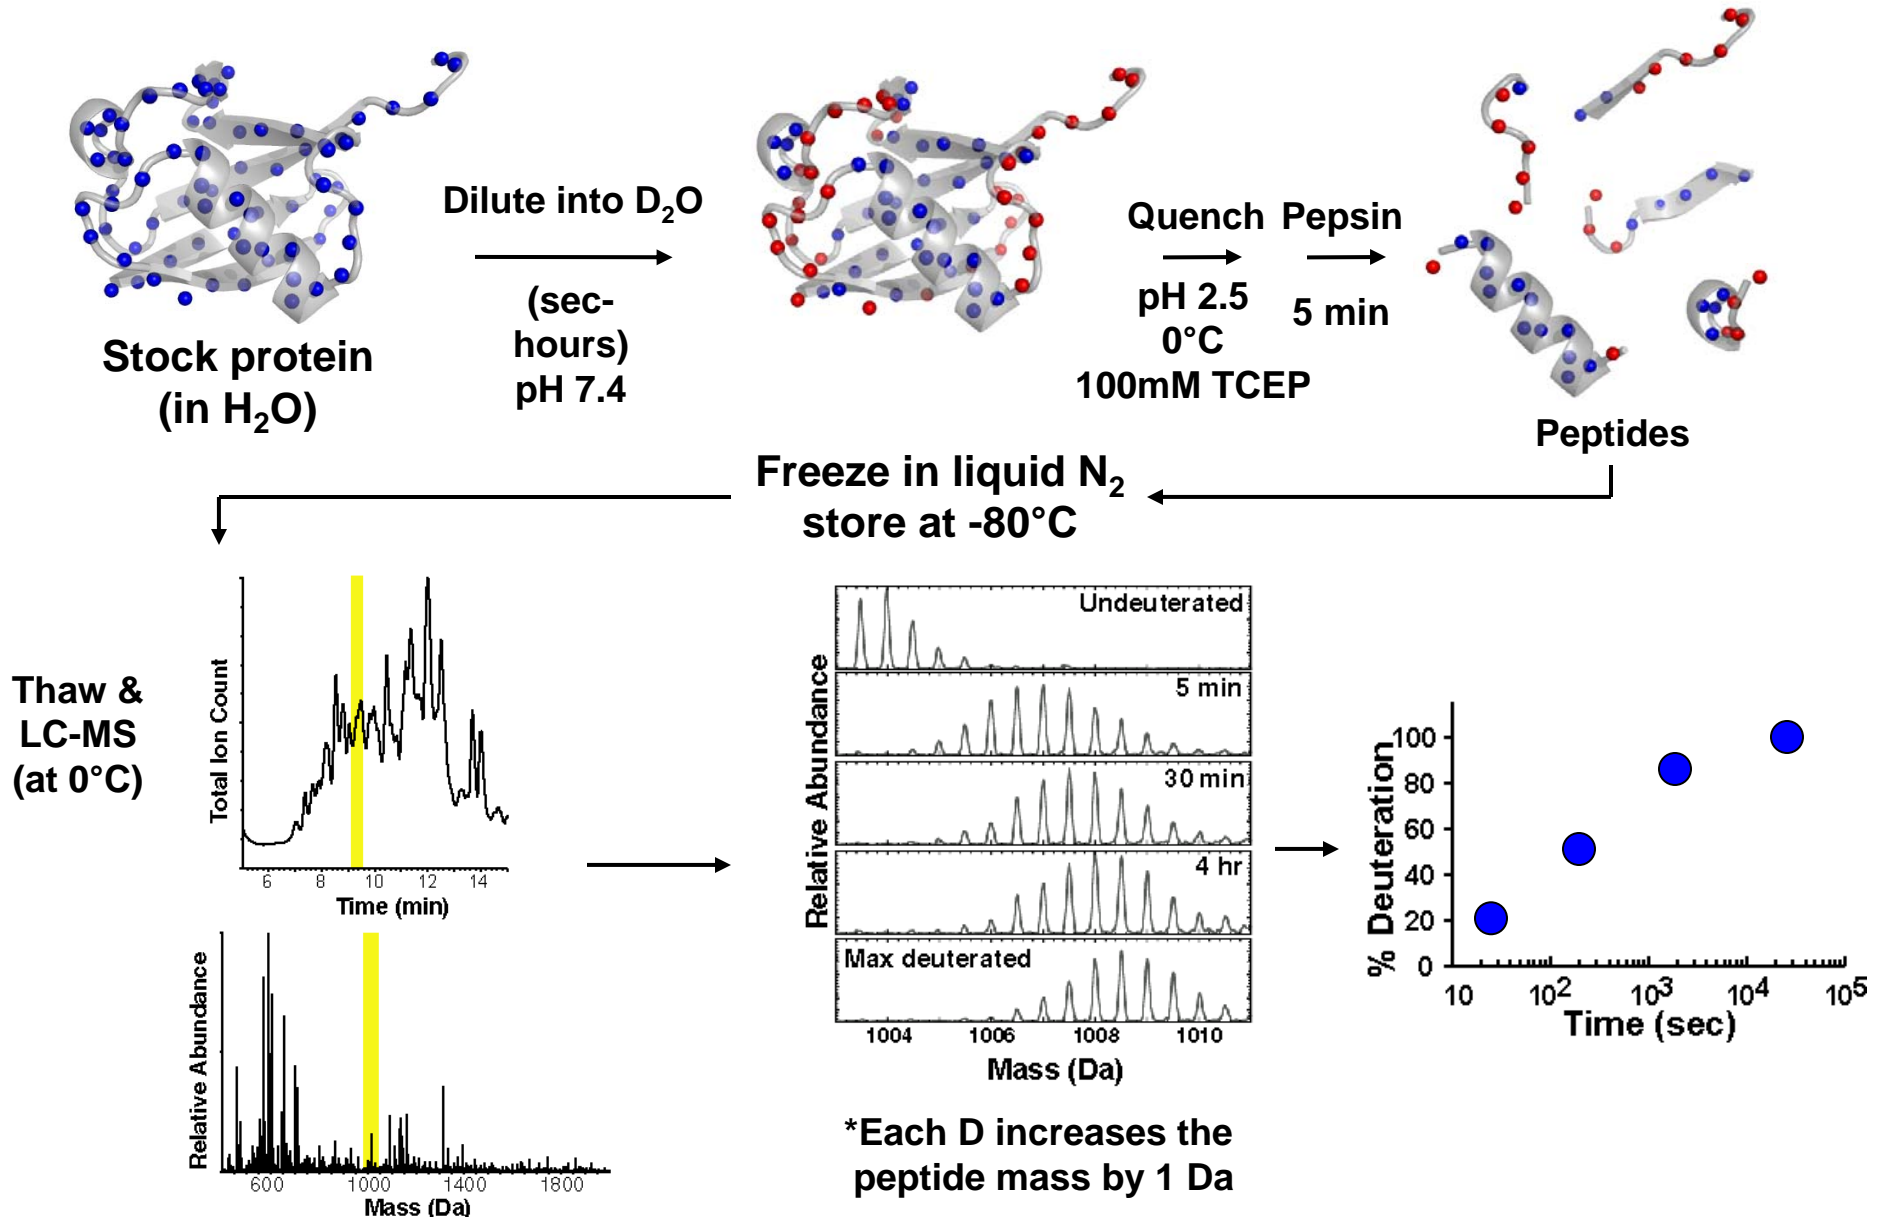 Stock protein
(in H₂O)
Dilute into D₂O
(sec-
hours)
pH 7.4
Quench
pH 2.5
0°C
100mM TCEP
Pepsin
5 min
Peptides
Freeze in liquid N₂
store at -80°C
Thaw &
LC-MS
(at 0°C)
Total Ion Count
6 8 10 12 14
Time (min)
Relative Abundance
600 1000 1400 1800
Mass (Da)
Relative Abundance
Undeuterated
5 min
30 min
4 hr
Max deuterated
1004 1006 1008 1010
Mass (Da)
*Each D increases the
peptide mass by 1 Da
% Deuteration
100
80
60
40
20
0
10 10² 10³ 10⁴ 10⁵
Time (sec)